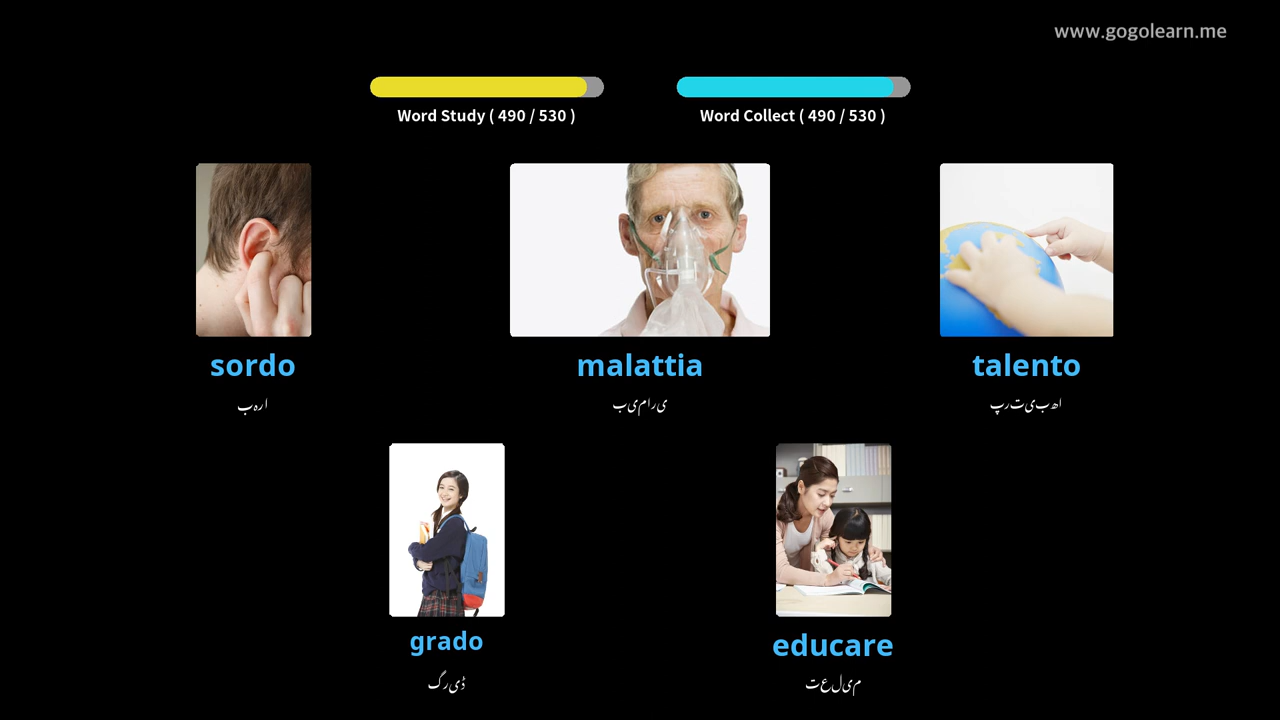 www.gogolearn.me
Word Study ( 490 / 530 )
Word Collect ( 490 / 530 )
sordo
بہرا
malattia
بیماری
talento
پرتیبھا
grado
گریڈ
educare
تعلیم